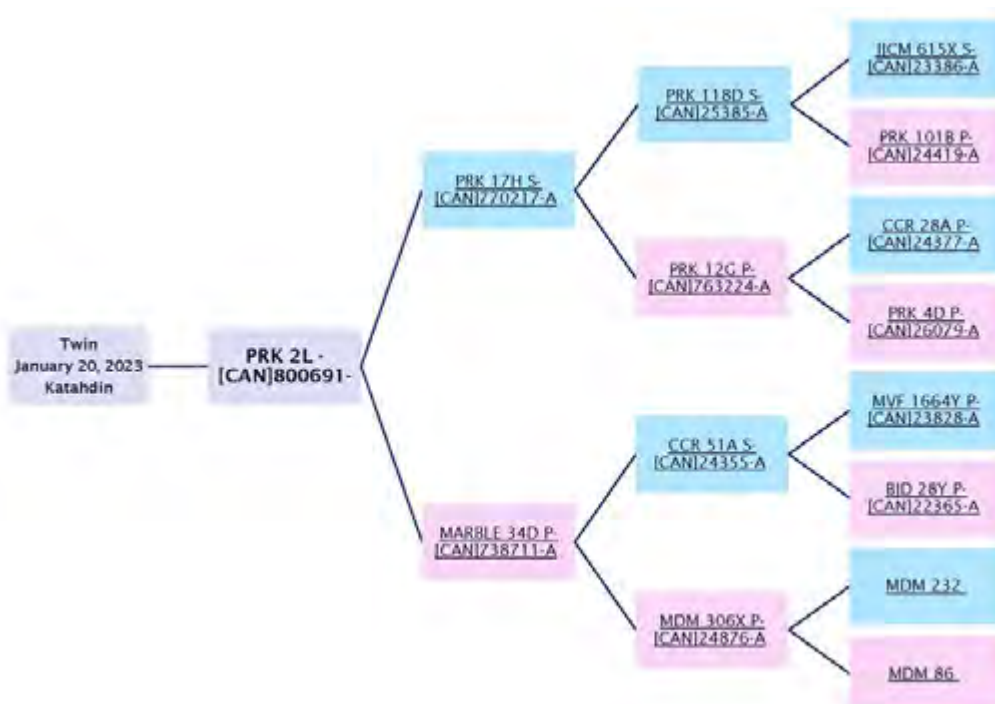 Twin
January 20, 2023
Katahdin
PRK 2L -
[CAN]800691-
PRK 17H S-
[CAN]770217-A
MARBLE 34D P-
[CAN]738711-A
PRK 118D S-
[CAN]25385-A
PRK 12G P-
[CAN]763224-A
CCR 51A S-
[CAN]24355-A
MDM 306X P-
[CAN]24876-A
615X S-
[CAN]23386-A
PRK 101B P-
[CAN]24419-A
CCR 28A P-
[CAN]24377-A
PRK 4D P-
[CAN]26079-A
MVF 1664Y P-
[CAN]23828-A
28Y P-
[CAN]22365-A
MDM 232
MDM 86